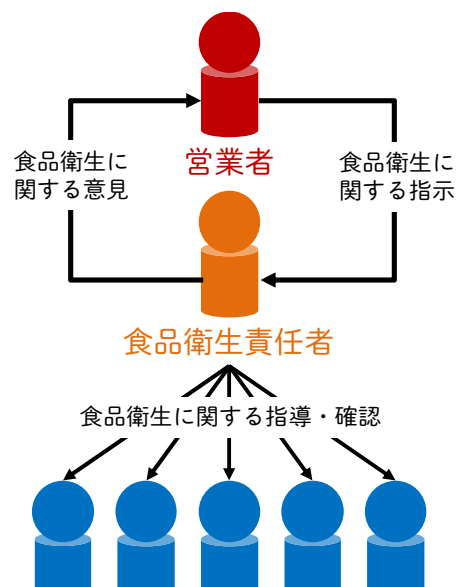 営業者
食品衛生に
関する意見
食品衛生に
関する指示
食品衛生責任者
食品衛生に関する指導・確認